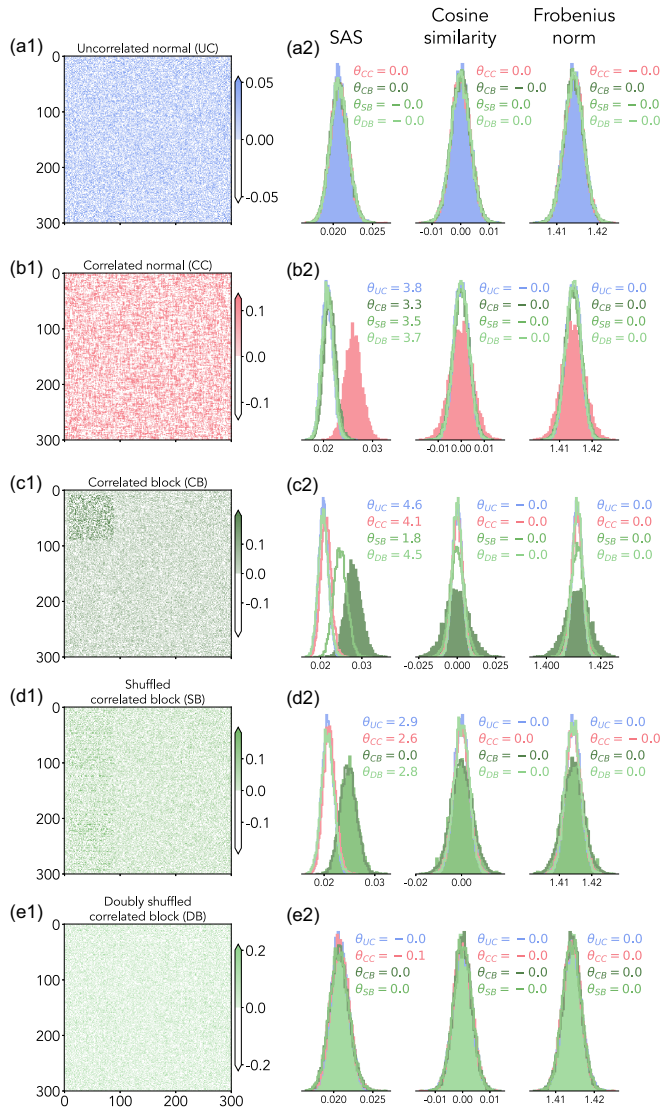 SAS
Cosine similarity
Frobenius norm
(a1)
Uncorrelated normal (UC)
0
100
200
300
0.05
0.00
-0.05
(a2)
θCC = 0.0
θCB = 0.0
θSB = − 0.0
θDB = − 0.0
0.020 0.025
θCC = 0.0
θCB = − 0.0
θSB = 0.0
θDB = 0.0
-0.01 0.00 0.01
θCC = − 0.0
θCB = 0.0
θSB = − 0.0
θDB = − 0.0
1.41 1.42
(b1)
Correlated normal (CC)
0
100
200
300
0.1
0.0
-0.1
(b2)
θUC = 3.8
θCB = 3.3
θSB = 3.5
θDB = 3.7
0.02 0.03
θUC = − 0.0
θCB = − 0.0
θSB = − 0.0
θDB = − 0.0
-0.01 0.00 0.01
θUC = 0.0
θCB = 0.0
θSB = 0.0
θDB = 0.0
1.41 1.42
(c1)
Correlated block (CB)
0
100
200
300
0.1
0.0
-0.1
(c2)
θUC = 4.6
θCC = 4.1
θSB = 1.8
θDB = 4.5
0.02 0.03
θUC = − 0.0
θCC = − 0.0
θSB = − 0.0
θDB = − 0.0
-0.025 0.000 0.025
θUC = 0.0
θCC = 0.0
θSB = 0.0
θDB = 0.0
1.400 1.425
(d1)
Shuffled
correlated block (SB)
0
100
200
300
0.1
0.0
-0.1
(d2)
θUC = 2.9
θCC = 2.6
θCB = 0.0
θDB = 2.8
0.02 0.03
θUC = − 0.0
θCC = 0.0
θCB = − 0.0
θDB = − 0.0
-0.02 0.00
θUC = 0.0
θCC = − 0.0
θCB = 0.0
θDB = 0.0
1.41 1.42
(e1)
Doubly shuffled
correlated block (DB)
0
100
200
300
0 100 200 300
0.2
0.0
-0.2
(e2)
θUC = − 0.0
θCC = − 0.1
θCB = 0.0
θSB = 0.0
0.020 0.025
θUC = − 0.0
θCC = − 0.0
θCB = − 0.0
θSB = − 0.0
-0.01 0.00 0.01
θUC = 0.0
θCC = 0.0
θCB = 0.0
θSB = 0.0
1.41 1.42